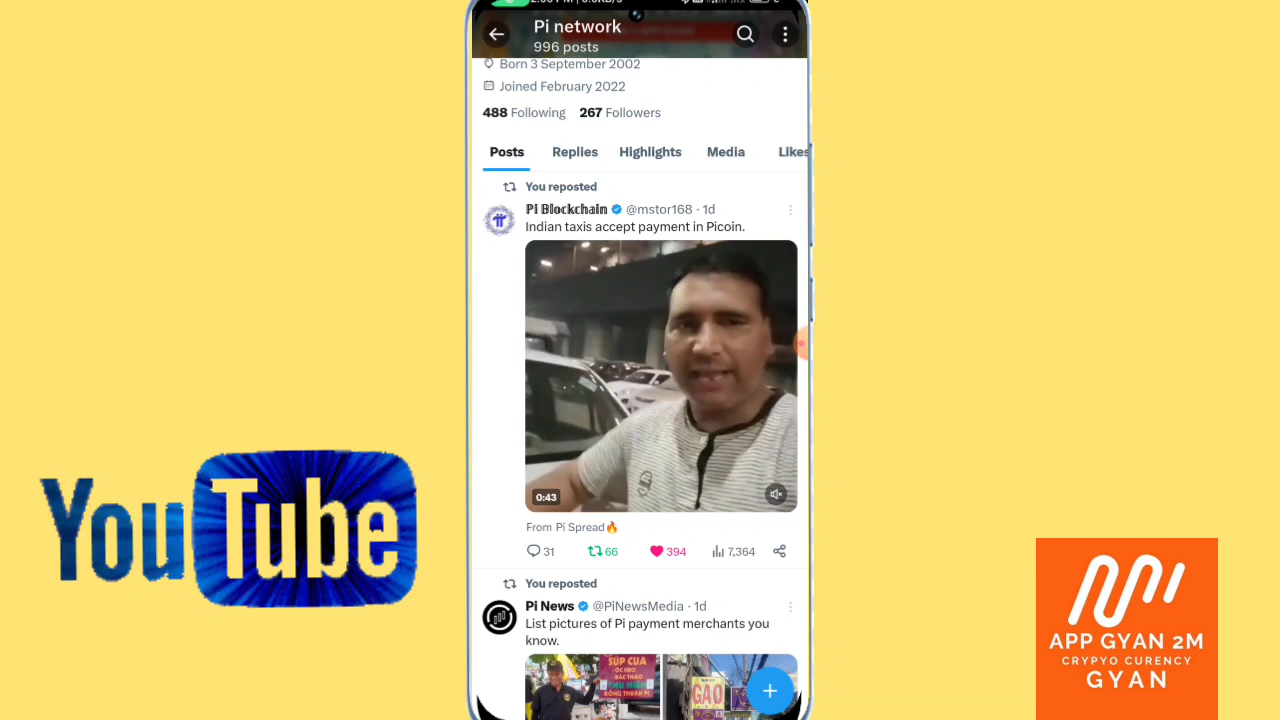 Pi network
996 posts
Born 3 September 2002
Joined February 2022
488 Following 267 Followers
Posts Replies Highlights Media Likes
You reposted
Pi Blockchain @mstor168 · 1d
Indian taxis accept payment in Picoin.
0:43
From Pi Spread🔥
31 66 394 7,364
You reposted
Pi News @PiNewsMedia · 1d
List pictures of Pi payment merchants you
know.
SÚP CUA
GẠO
YouTube
APP GYAN 2M
CRYPYO CURENCY
GYAN